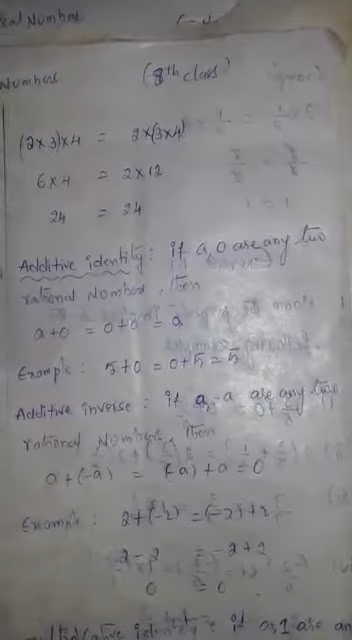 Real Numbers
Numbers (8th class)
(2×3)×4 = 2×(3×4)
6×4 = 2×12
24 = 24
Additive identity: if a, 0 are any two
rational Numbers, then
a+0 = 0+a = a
Example: 5+0 = 0+5 = 5
Additive inverse: if a, -a are any two
rational Numbers, then
a+(-a) = (-a)+a = 0
Example: 2+(-2) = (-2)+2
2-2 = -2+2
0 = 0
if a, 1 are an